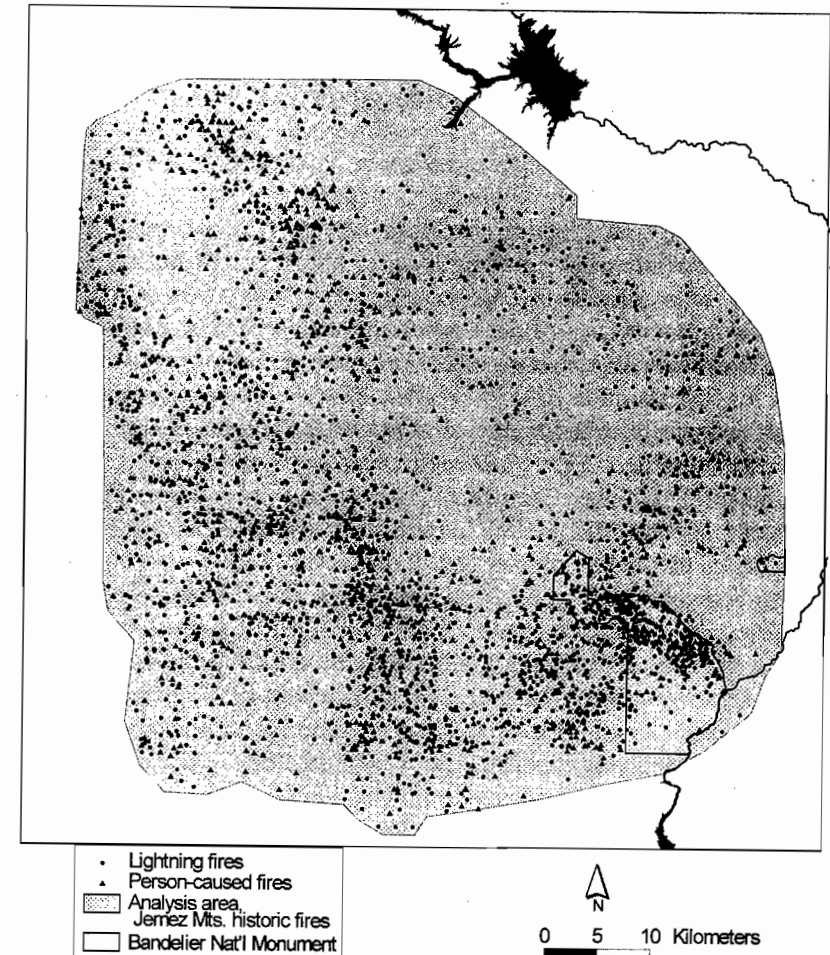 Lightning fires
Person-caused fires
Analysis area,
Jemez Mts. historic fires
Bandelier Nat'l Monument
N
0 5 10 Kilometers